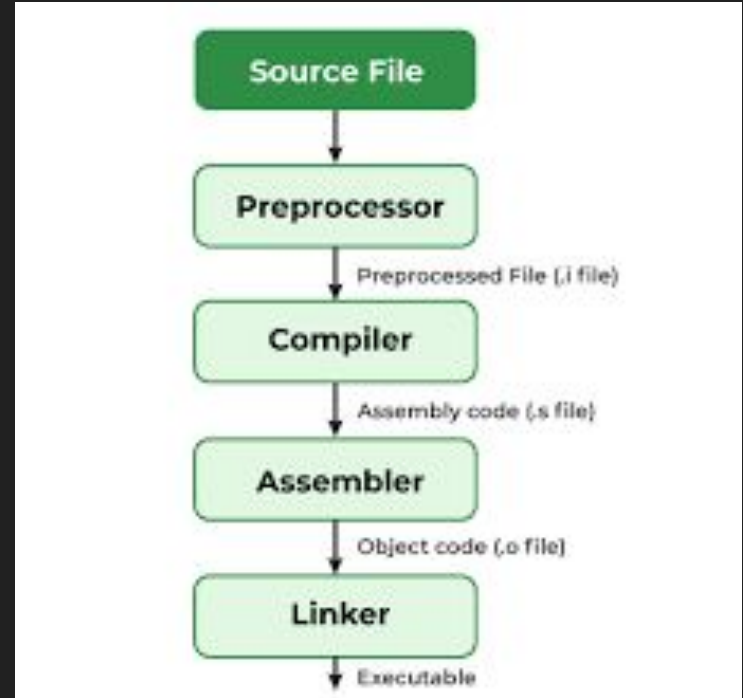 Source File
Preprocessor
Preprocessed File (.i file)
Compiler
Assembly code (.s file)
Assembler
Object code (.o file)
Linker
Executable